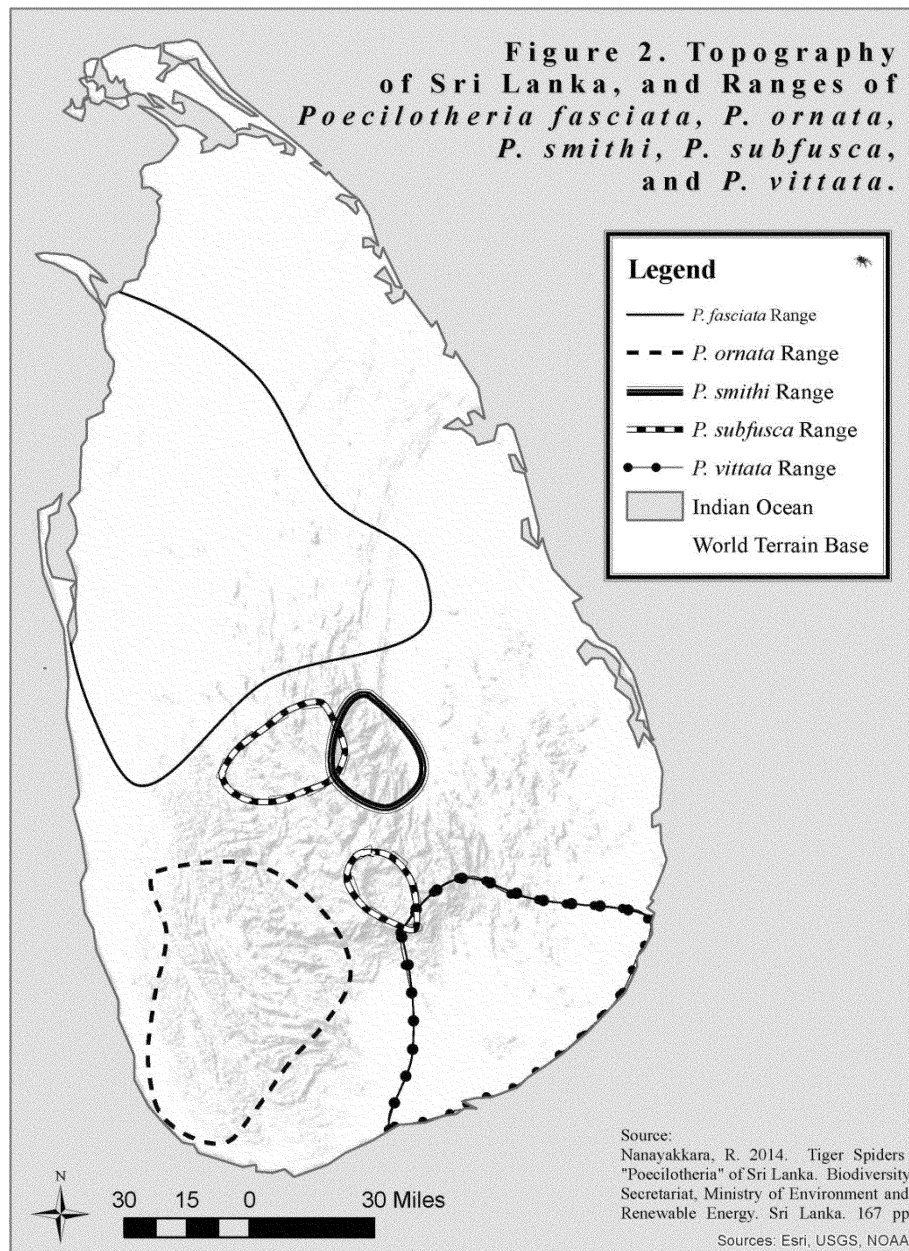 Figure 2. Topography
of Sri Lanka, and Ranges of
Poecilotheria fasciata, P. ornata,
P. smithi, P. subfusca,
and P. vittata.
Legend
P. fasciata Range
P. ornata Range
P. smithi Range
P. subfusca Range
P. vittata Range
Indian Ocean
World Terrain Base
Source:
Nanayakkara, R. 2014. Tiger Spiders
"Poecilotheria" of Sri Lanka. Biodiversity
Secretariat, Ministry of Environment and
Renewable Energy. Sri Lanka. 167 pp
Sources: Esri, USGS, NOAA
N
30 15 0 30 Miles